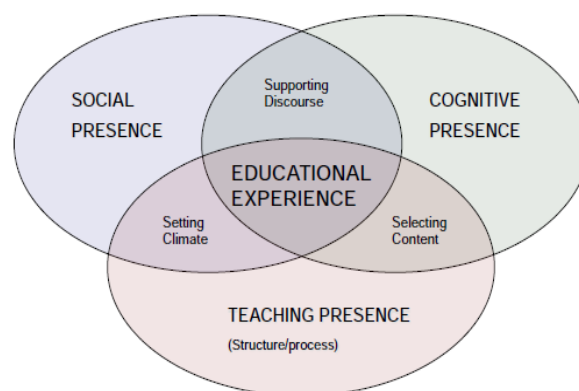 Supporting
Discourse
SOCIAL
PRESENCE
COGNITIVE
PRESENCE
EDUCATIONAL
EXPERIENCE
Setting
Climate
Selecting
Content
TEACHING PRESENCE
(Structure/process)